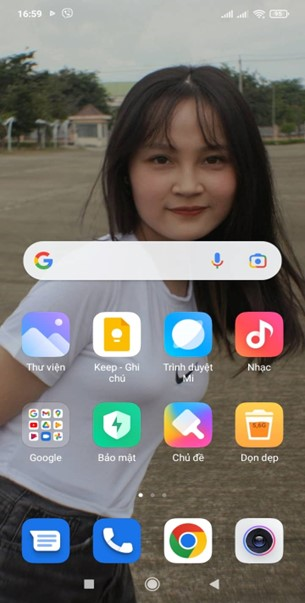 16:59
Thư viện
Keep - Ghi
chú
Trình duyệt
Mi
Nhạc
Google
Bảo mật
Chủ đề
Dọn dẹp